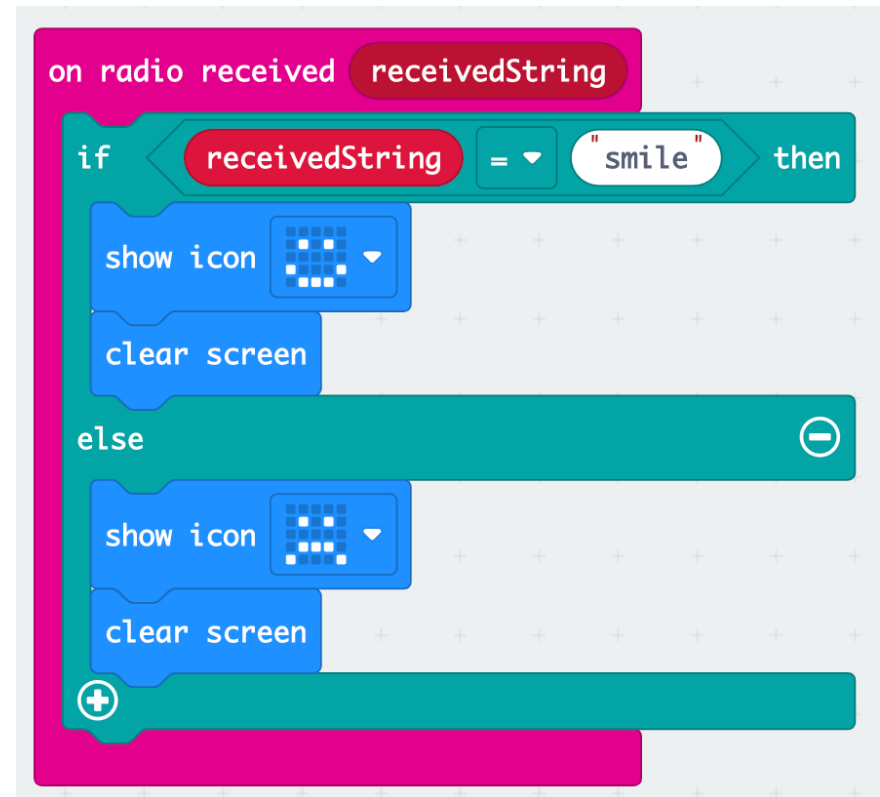 on radio received receivedString
if receivedString = "smile" then
show icon
clear screen
else
show icon
clear screen